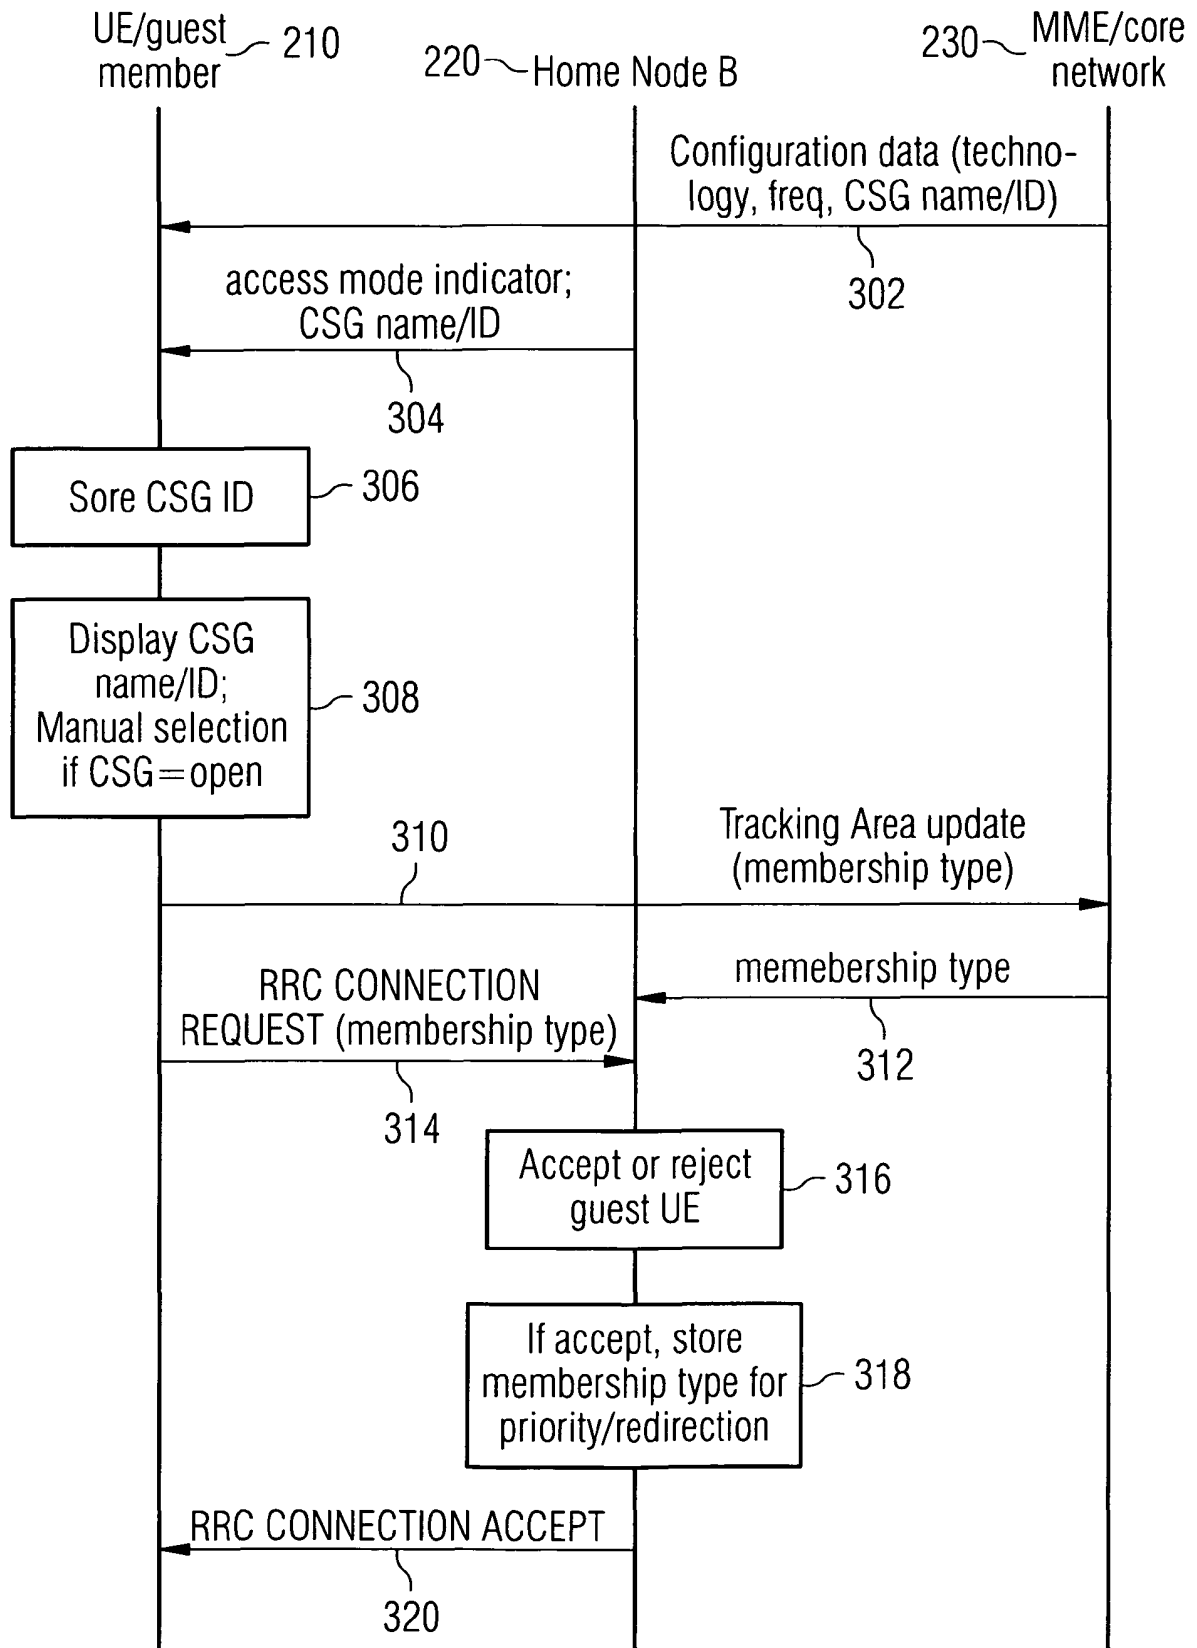 UE/guest
member
210
220
Home Node B
230
MME/core
network
Configuration data (techno-
logy, freq, CSG name/ID)
302
access mode indicator;
CSG name/ID
304
Sore CSG ID
306
Display CSG
name/ID;
Manual selection
if CSG=open
308
310
Tracking Area update
(membership type)
memebership type
312
RRC CONNECTION
REQUEST (membership type)
314
Accept or reject
guest UE
316
If accept, store
membership type for
priority/redirection
318
RRC CONNECTION ACCEPT
320